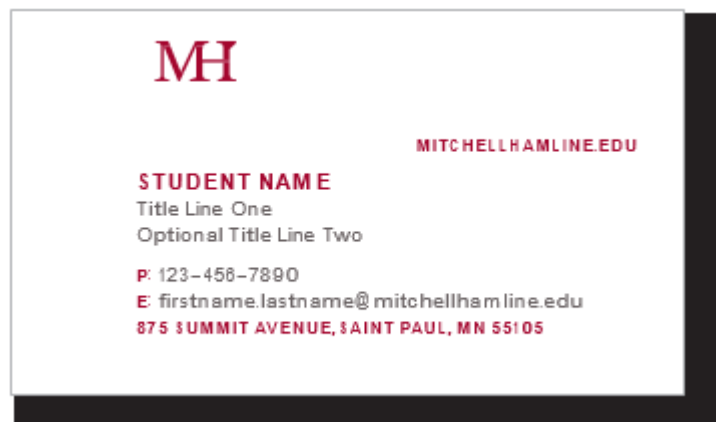 MH
MITCHELLHAMLINE.EDU
STUDENT NAME
Title Line One
Optional Title Line Two
P: 123-456-7890
E: firstname.lastname@mitchellhamline.edu
875 SUMMIT AVENUE, SAINT PAUL, MN 55105